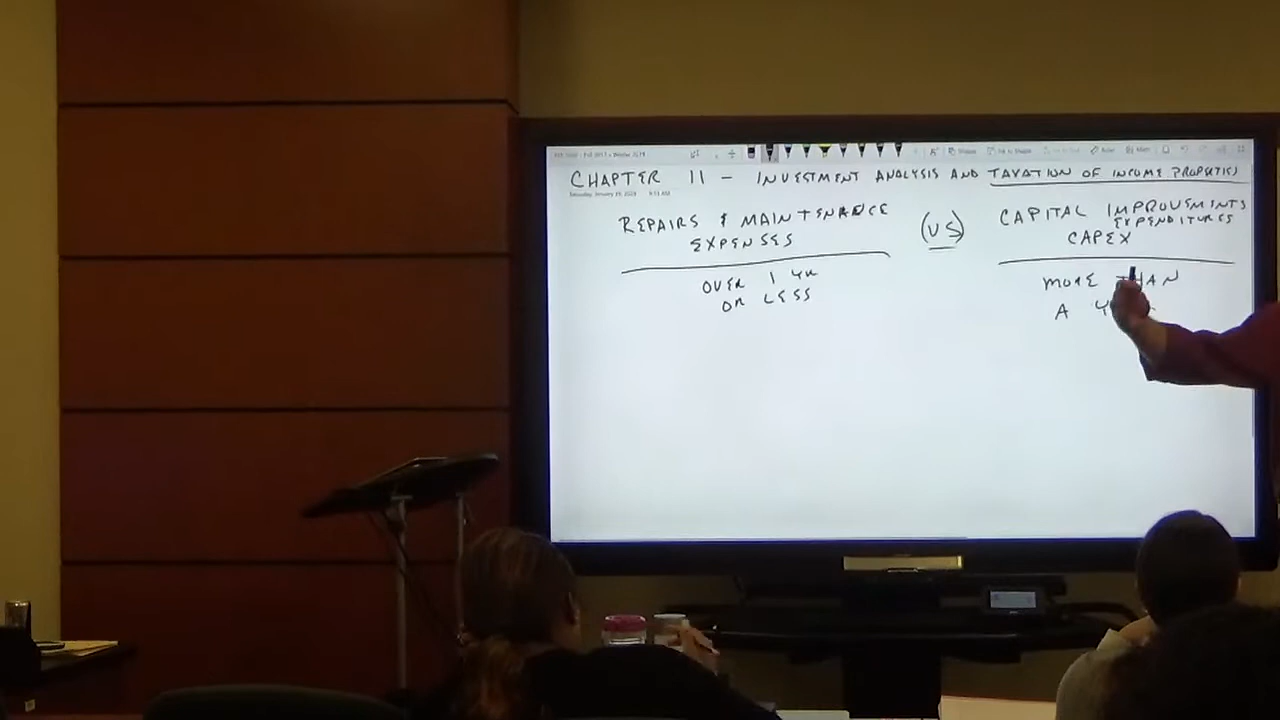 CHAPTER 11 - INVESTMENT ANALYSIS AND TAXATION OF INCOME PROPERTIES
REPAIRS & MAINTENANCE
EXPENSES
(VS)
CAPITAL IMPROVEMENTS
EXPENDITURES
CAPEX
OVER 1 YR
OR LESS
MORE THAN
A